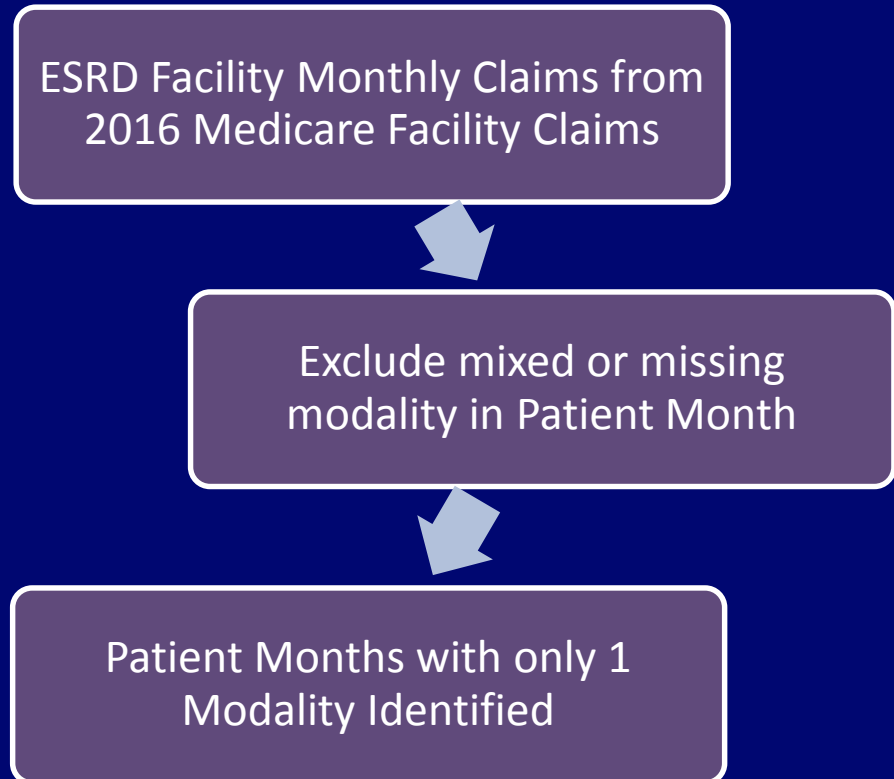 ESRD Facility Monthly Claims from
2016 Medicare Facility Claims
Exclude mixed or missing
modality in Patient Month
Patient Months with only 1
Modality Identified